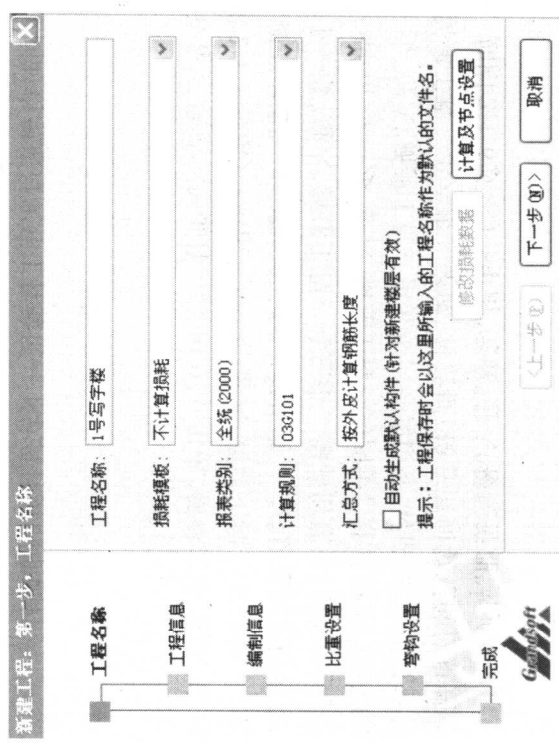 新建工程：第一步，工程名称
工程名称
工程信息
编制信息
比重设置
弯钩设置
完成
GrandSoft
工程名称： 1号写字楼
损耗模板： 不计算损耗
报表类别： 全统(2000)
计算规则： 03G101
汇总方式： 按外皮计算钢筋长度
自动生成默认构件(针对新建楼层有效)
提示：工程保存时会以这里所输入的工程名称作为默认的文件名。
修改损耗数据 计算及节点设置
<上一步(P) 下一步(N)> 取消